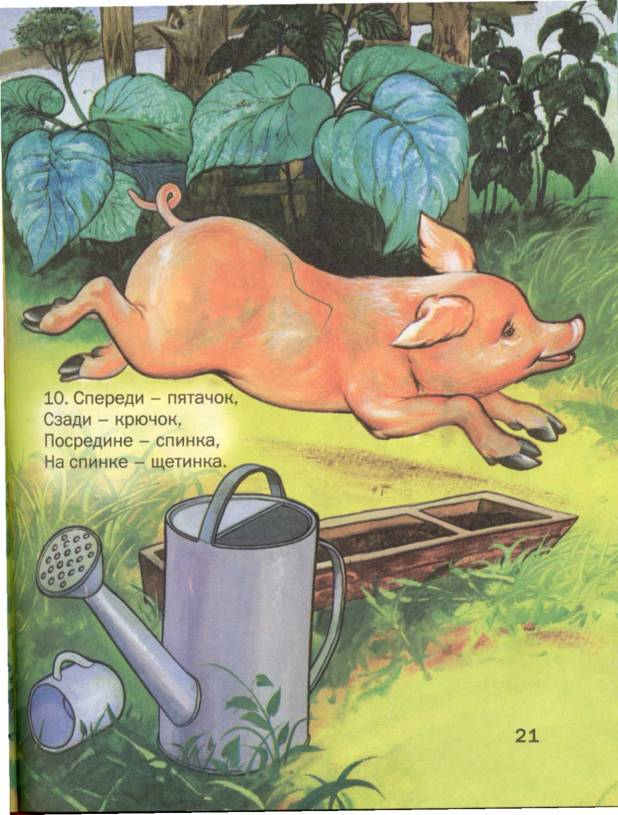 10. Спереди – пятачок,
Сзади – крючок,
Посредине – спинка,
На спинке – щетинка.
21